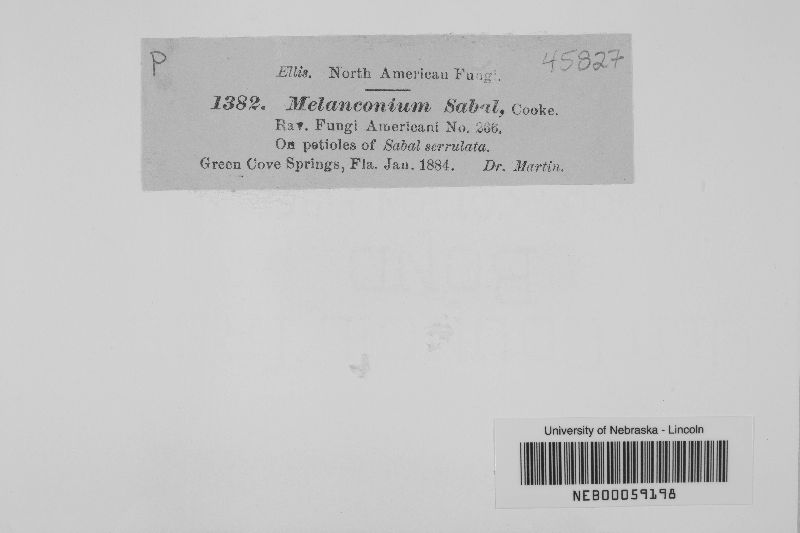 P
45827
Ellis. North American Fungi.
1382. Melanconium Sabal, Cooke.
Rav. Fungi Americani No. 266.
On petioles of Sabal serrulata.
Green Cove Springs, Fla. Jan. 1884. Dr. Martin.
University of Nebraska - Lincoln
NEB00059198